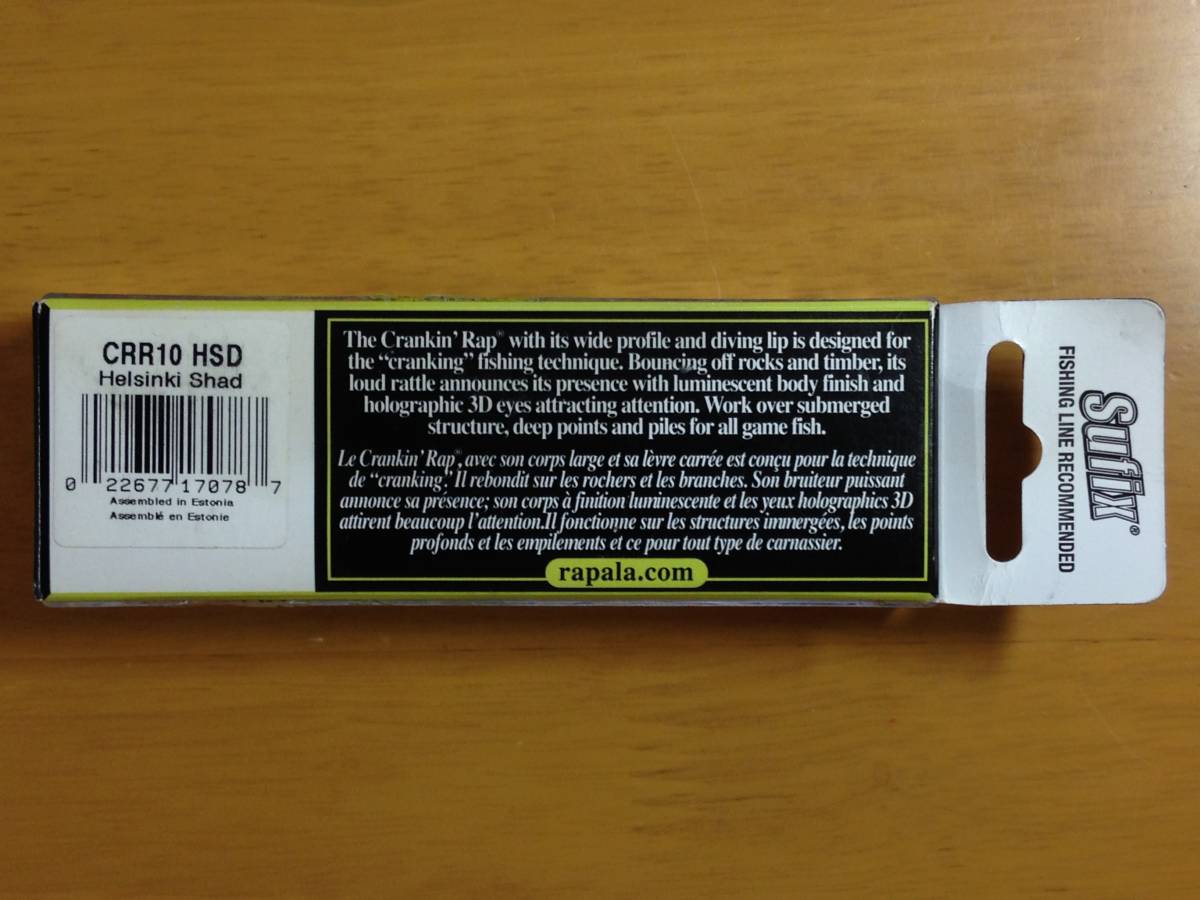 CRR10 HSD
Helsinki Shad
0 22677 17078 7
Assembled in Estonia
Assemblé en Estonie
The Crankin' Rap® with its wide profile and diving lip is designed for
the "cranking" fishing technique. Bouncing off rocks and timber, its
loud rattle announces its presence with luminescent body finish and
holographic 3D eyes attracting attention. Work over submerged
structure, deep points and piles for all game fish.
Le Crankin' Rap®, avec son corps large et sa lèvre carrée est conçu pour la technique
de "cranking". Il rebondit sur les rochers et les branches. Son bruiteur puissant
annonce sa présence; son corps à finition luminescente et les yeux holographics 3D
attirent beaucoup l'attention.Il fonctionne sur les structures immergées, les points
profonds et les empilements et ce pour tout type de carnassier.
rapala.com
Sufix®
FISHING LINE RECOMMENDED